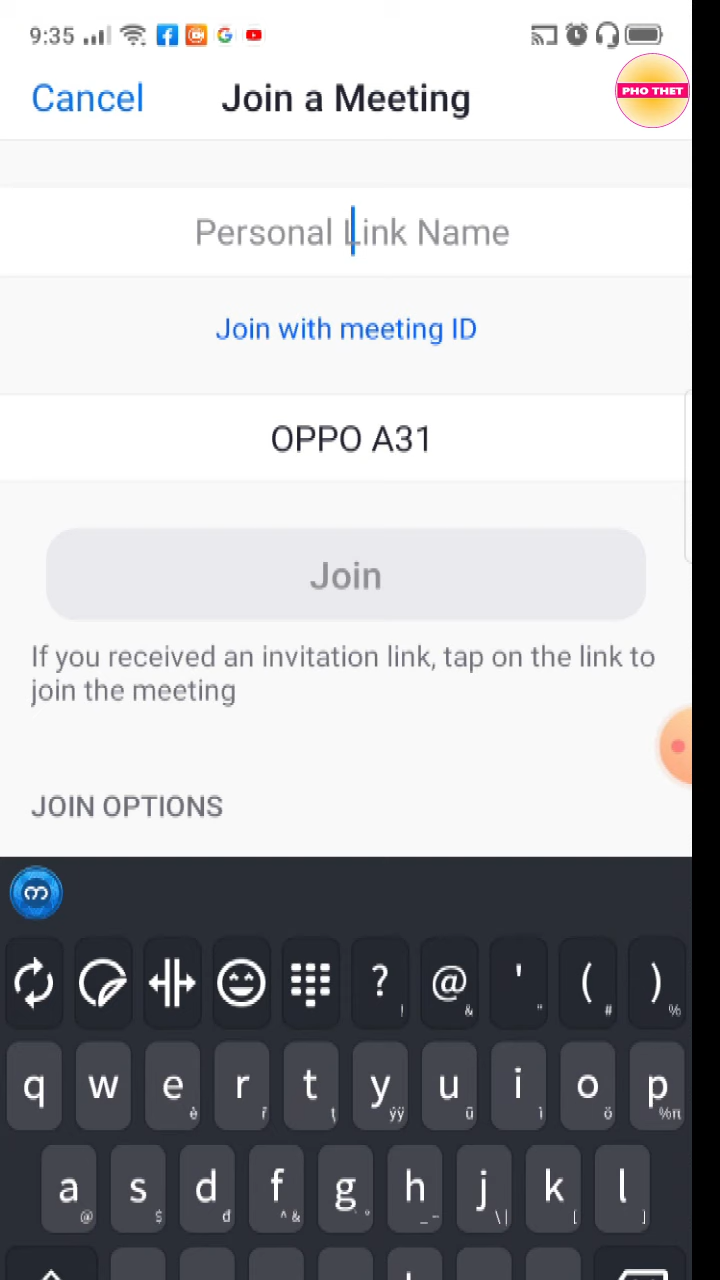 9:35
Cancel Join a Meeting PHO THET
Personal Link Name
Join with meeting ID
OPPO A31
Join
If you received an invitation link, tap on the link to
join the meeting
JOIN OPTIONS
? ! @ & ' " ( # ) %
q w e r t y u i o p
a s d f g h j k l